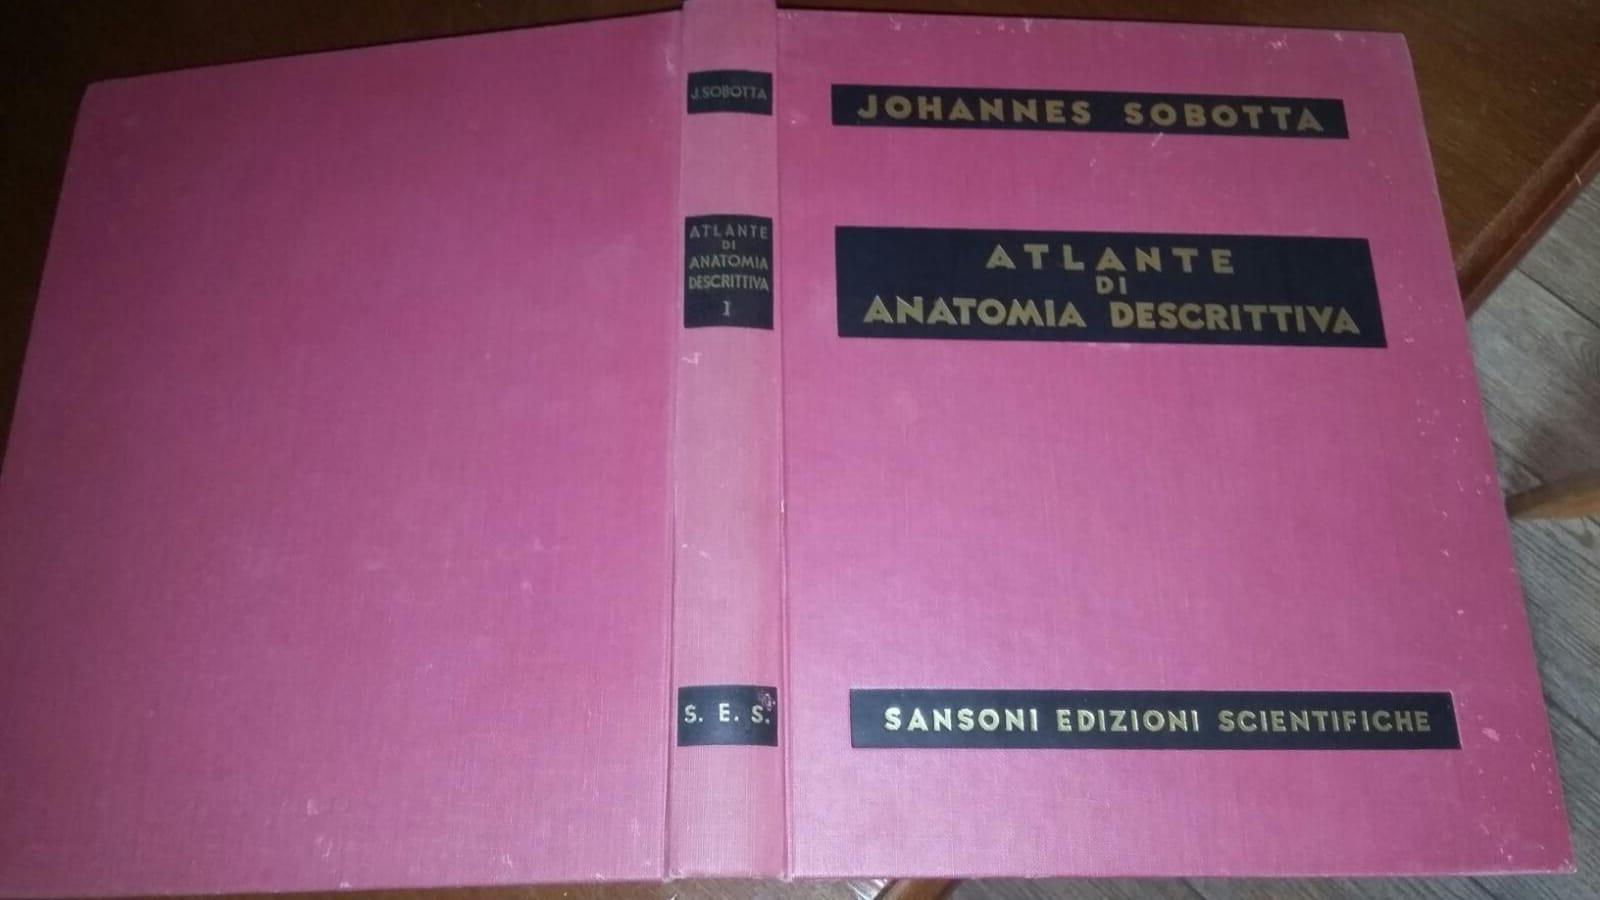 J. SOBOTTA
ATLANTE
DI
ANATOMIA
DESCRITTIVA
I
S. E. S.
JOHANNES SOBOTTA
ATLANTE
DI
ANATOMIA DESCRITTIVA
SANSONI EDIZIONI SCIENTIFICHE